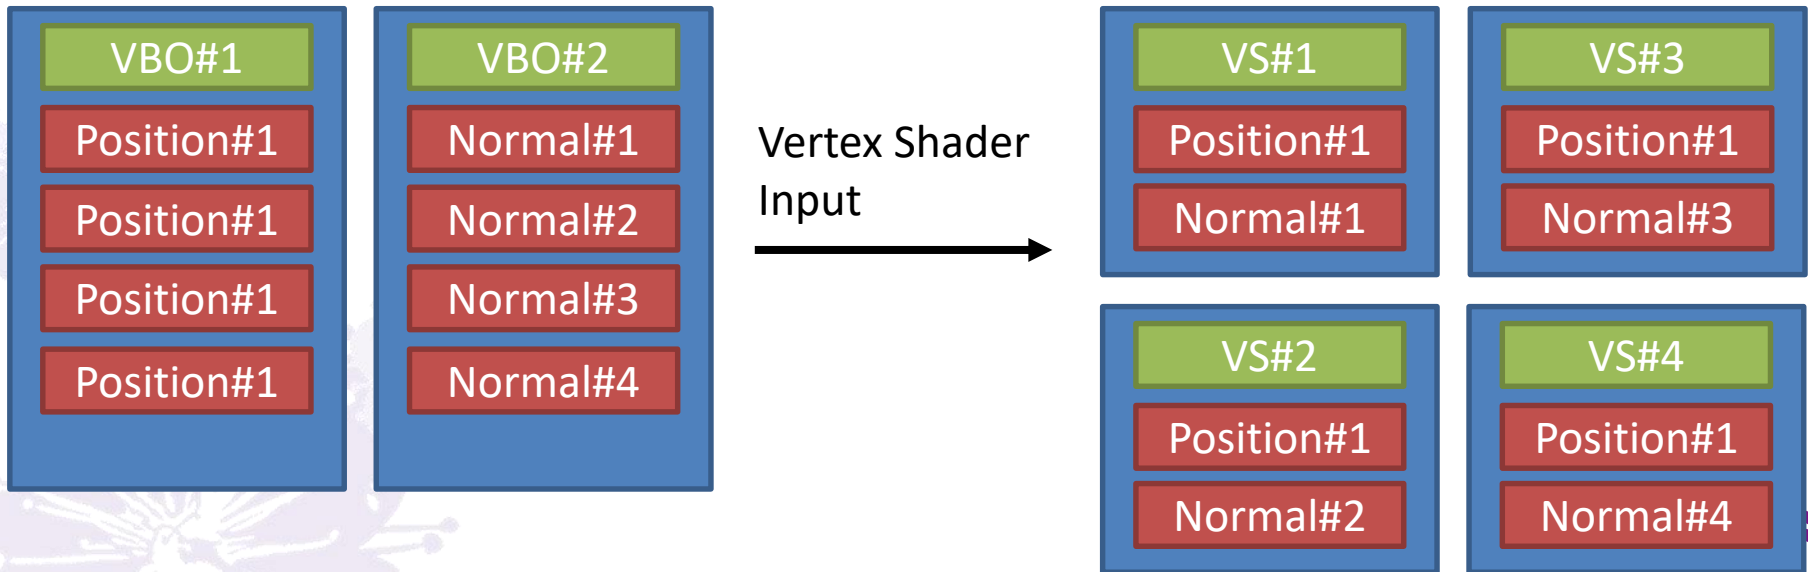 VBO#1
Position#1
Position#1
Position#1
Position#1
VBO#2
Normal#1
Normal#2
Normal#3
Normal#4
Vertex Shader
Input
VS#1
Position#1
Normal#1
VS#3
Position#1
Normal#3
VS#2
Position#1
Normal#2
VS#4
Position#1
Normal#4